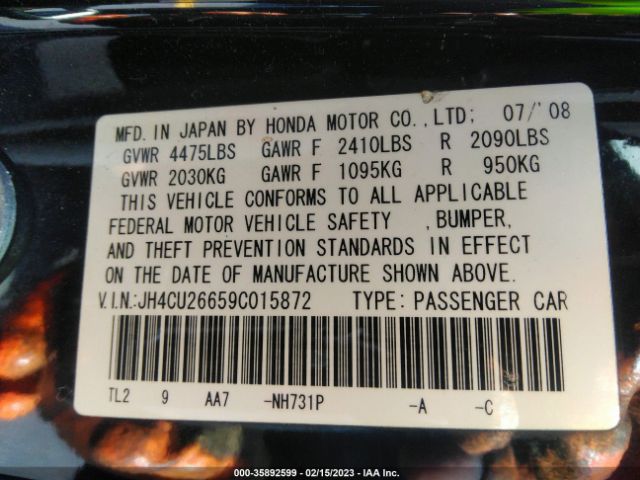 MFD. IN JAPAN BY HONDA MOTOR CO.,LTD; 07/'08
GVWR 4475LBS GAWR F 2410LBS R 2090LBS
GVWR 2030KG GAWR F 1095KG R 950KG
THIS VEHICLE CONFORMS TO ALL APPLICABLE
FEDERAL MOTOR VEHICLE SAFETY ,BUMPER,
AND THEFT PREVENTION STANDARDS IN EFFECT
ON THE DATE OF MANUFACTURE SHOWN ABOVE.
V.I.N.:JH4CU26659C015872 TYPE: PASSENGER CAR
TL2 9 AA7 -NH731P -A -C
000-35892599 - 02/15/2023 - IAA Inc.